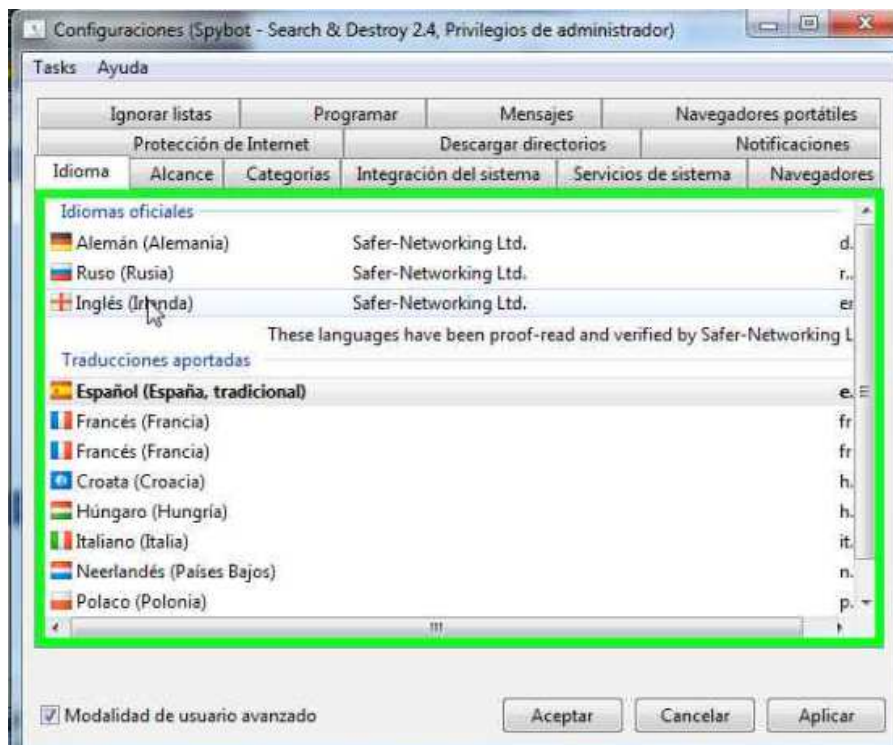 Configuraciones (Spybot - Search & Destroy 2.4, Privilegios de administrador)
Tasks Ayuda
Ignorar listas Programar Mensajes Navegadores portátiles
Protección de Internet Descargar directorios Notificaciones
Idioma Alcance Categorías Integración del sistema Servicios de sistema Navegadores
Idiomas oficiales
Alemán (Alemania) Safer-Networking Ltd. d.
Ruso (Rusia) Safer-Networking Ltd. r..
Inglés (Irlanda) Safer-Networking Ltd. en
These languages have been proof-read and verified by Safer-Networking L
Traducciones aportadas
Español (España, tradicional) e.
Francés (Francia) fr
Francés (Francia) fr
Croata (Croacia) h.
Húngaro (Hungría) h.
Italiano (Italia) it.
Neerlandés (Países Bajos) n.
Polaco (Polonia) p.
Modalidad de usuario avanzado Aceptar Cancelar Aplicar